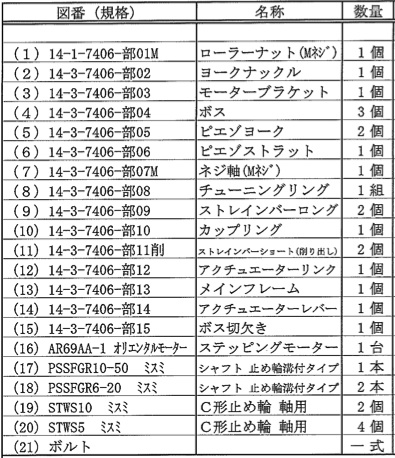 図番（規格） 名称 数量
(1) 14-1-7406-部01M ローラーナット(Mﾈｼﾞ) 1個
(2) 14-3-7406-部02 ヨークナックル 1個
(3) 14-3-7406-部03 モーターブラケット 1個
(4) 14-3-7406-部04 ボス 3個
(5) 14-3-7406-部05 ピエゾヨーク 2個
(6) 14-3-7406-部06 ピエゾストラット 1個
(7) 14-3-7406-部07M ネジ軸(Mﾈｼﾞ) 1個
(8) 14-3-7406-部08 チューニングリング 1組
(9) 14-3-7406-部09 ストレインバーロング 2個
(10) 14-3-7406-部10 カップリング 1個
(11) 14-3-7406-部11削 ストレインバーショート(削り出し) 2個
(12) 14-3-7406-部12 アクチュエーターリンク 1個
(13) 14-3-7406-部13 メインフレーム 1個
(14) 14-3-7406-部14 アクチュエーターレバー 1個
(15) 14-3-7406-部15 ボス切欠き 1個
(16) AR69AA-1 ｵﾘｴﾝﾀﾙﾓｰﾀｰ ステッピングモーター 1台
(17) PSSFGR10-50 ﾐｽﾐ シャフト 止め輪溝付タイプ 1本
(18) PSSFGR6-20 ﾐｽﾐ シャフト 止め輪溝付タイプ 2本
(19) STWS10 ﾐｽﾐ C形止め輪 軸用 2個
(20) STWS5 ﾐｽﾐ C形止め輪 軸用 4個
(21) ボルト 一式